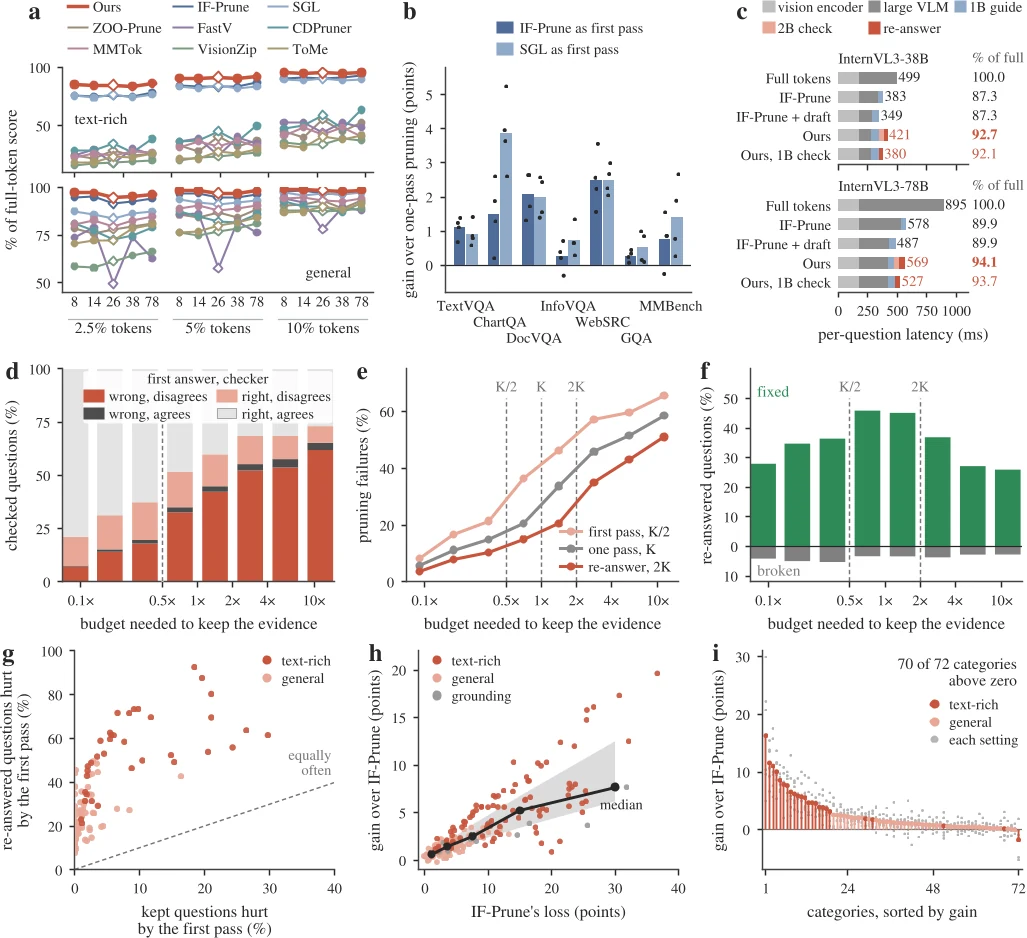 a
Ours
IF-Prune
SGL
ZOO-Prune
FastV
CDPruner
MMTok
VisionZip
ToMe
% of full-token score
100
50
text-rich
100
75
50
general
8 14 26 38 78
8 14 26 38 78
8 14 26 38 78
2.5% tokens
5% tokens
10% tokens
b
IF-Prune as first pass
SGL as first pass
gain over one-pass pruning (points)
5
4
3
2
1
0
TextVQA
ChartQA
DocVQA
InfoVQA
WebSRC
GQA
MMBench
c
vision encoder
large VLM
1B guide
2B check
re-answer
InternVL3-38B
% of full
Full tokens 499 100.0
IF-Prune 383 87.3
IF-Prune + draft 349 87.3
Ours 421 92.7
Ours, 1B check 380 92.1
InternVL3-78B
% of full
Full tokens 895 100.0
IF-Prune 578 89.9
IF-Prune + draft 487 89.9
Ours 569 94.1
Ours, 1B check 527 93.7
0 250 500 750 1000
per-question latency (ms)
d
first answer, checker
wrong, disagrees
right, disagrees
wrong, agrees
right, agrees
checked questions (%)
100
75
50
25
0
0.1× 0.5× 1× 2× 4× 10×
budget needed to keep the evidence
e
K/2
K
2K
pruning failures (%)
60
40
20
0
first pass, K/2
one pass, K
re-answer, 2K
0.1× 0.5× 1× 2× 4× 10×
budget needed to keep the evidence
f
fixed
K/2
2K
re-answered questions (%)
50
40
30
20
10
0
10
broken
0.1× 0.5× 1× 2× 4× 10×
budget needed to keep the evidence
g
text-rich
general
re-answered questions hurt
by the first pass (%)
100
80
60
40
20
0
equally
often
0 10 20 30 40
kept questions hurt
by the first pass (%)
h
text-rich
general
grounding
gain over IF-Prune (points)
20
15
10
5
0
median
0 10 20 30 40
IF-Prune's loss (points)
i
70 of 72 categories
above zero
text-rich
general
each setting
gain over IF-Prune (points)
30
20
10
0
1 24 48 72
categories, sorted by gain